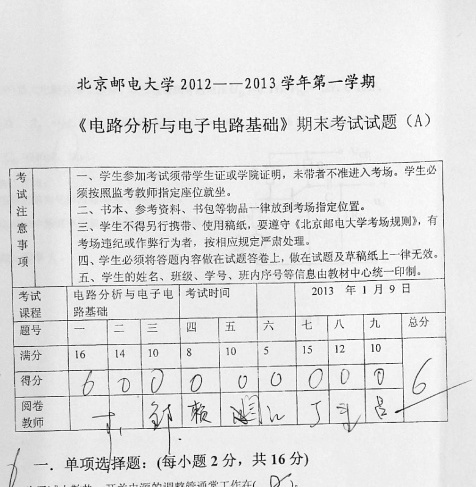 北京邮电大学 2012——2013 学年第一学期
《电路分析与电子电路基础》期末考试试题（A）
考试注意事项
一、学生参加考试须带学生证或学院证明，未带者不准进入考场。学生必
须按照监考教师指定座位就坐。
二、书本、参考资料、书包等物品一律放到考场指定位置。
三、学生不得另行携带、使用稿纸，要遵守《北京邮电大学考场规则》，有
考场违纪或作弊行为者，按相应规定严肃处理。
四、学生必须将答题内容做在试题答卷上，做在试题及草稿纸上一律无效。
五、学生的姓名、班级、学号、班内序号等信息由教材中心统一印制。
考试课程 电路分析与电子电路基础 考试时间 2013 年 1 月 9 日
题号 一 二 三 四 五 六 七 八 九 总分
满分 16 14 10 8 10 5 15 12 10
得分 6 0 0 0 0 0 0 0 0 6
阅卷教师
一．单项选择题：(每小题 2 分，共 16 分)